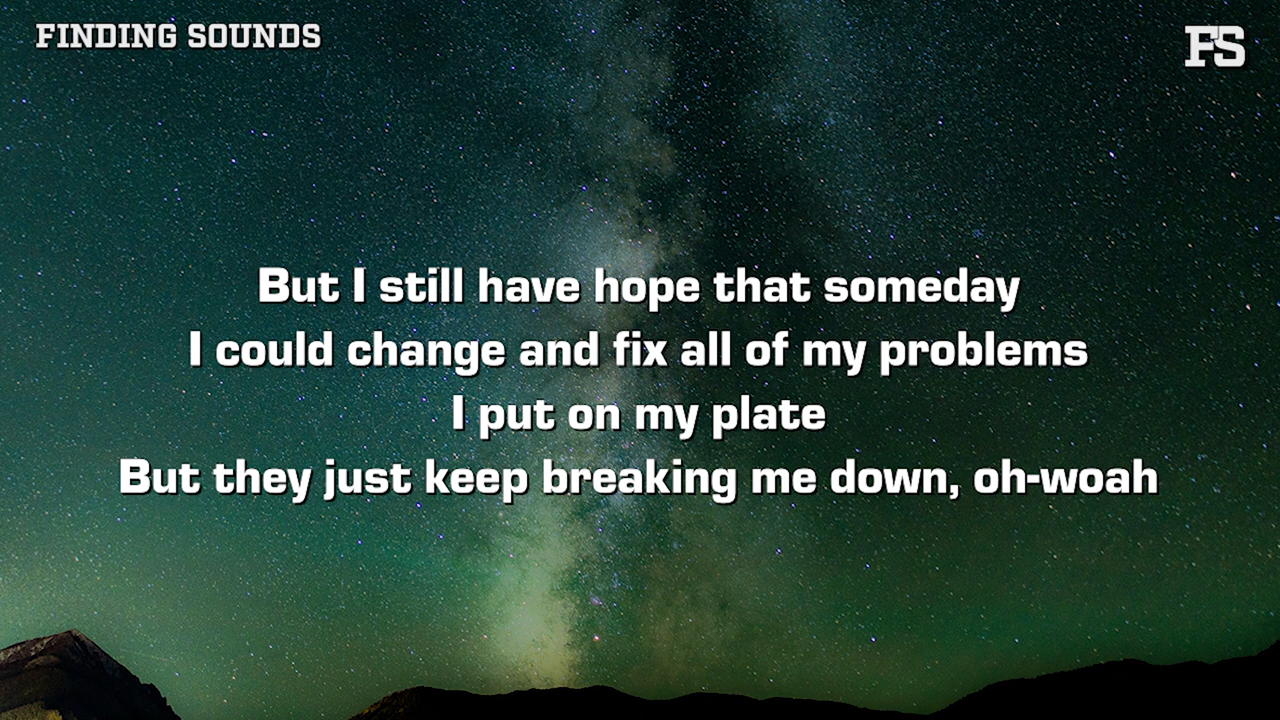 FINDING SOUNDS
FS
But I still have hope that someday
I could change and fix all of my problems
I put on my plate
But they just keep breaking me down, oh-woah